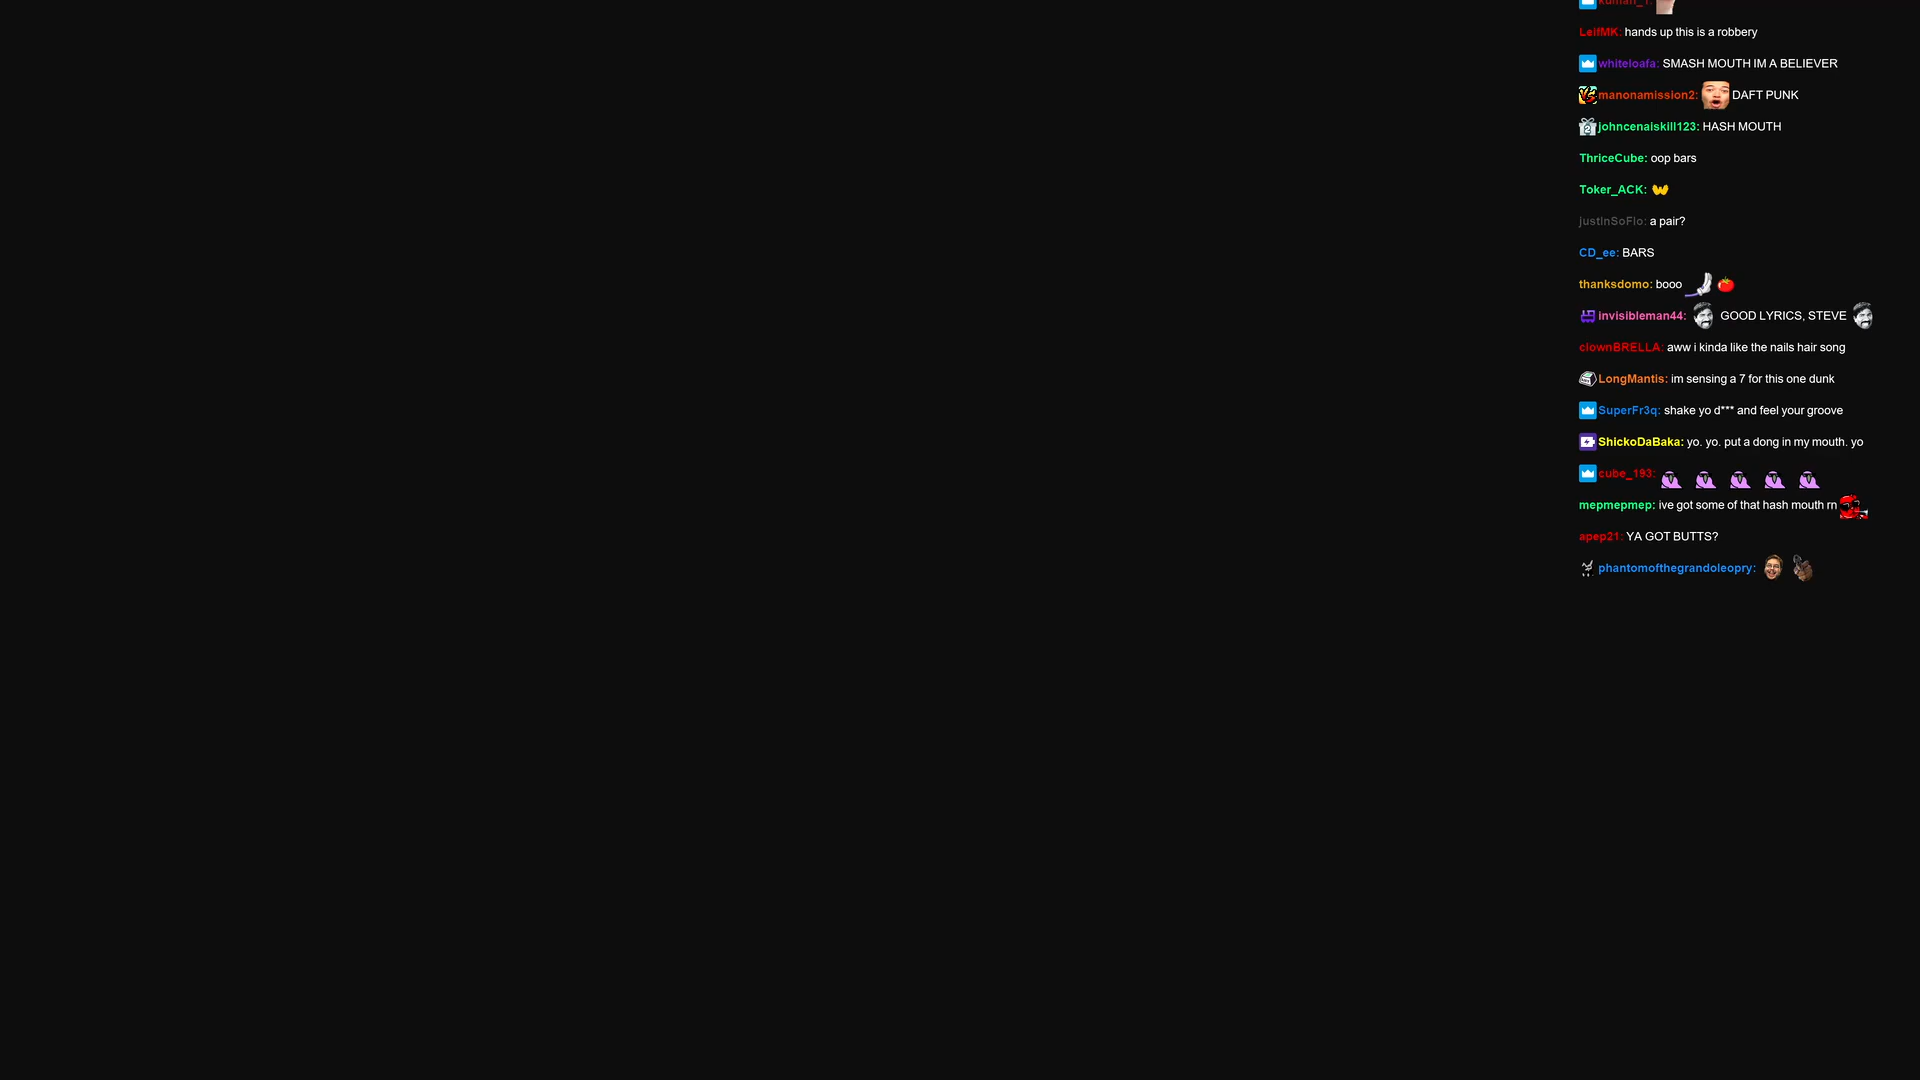 kuman_1:
LeifMK: hands up this is a robbery
whiteloafa: SMASH MOUTH IM A BELIEVER
manonamission2: DAFT PUNK
johncenaiskill123: HASH MOUTH
ThriceCube: oop bars
Toker_ACK:
justInSoFlo: a pair?
CD_ee: BARS
thanksdomo: booo
invisibleman44: GOOD LYRICS, STEVE
clownBRELLA: aww i kinda like the nails hair song
LongMantis: im sensing a 7 for this one dunk
SuperFr3q: shake yo d*** and feel your groove
ShickoDaBaka: yo. yo. put a dong in my mouth. yo
cube_193:
mepmepmep: ive got some of that hash mouth rn
apep21: YA GOT BUTTS?
phantomofthegrandoleopry: